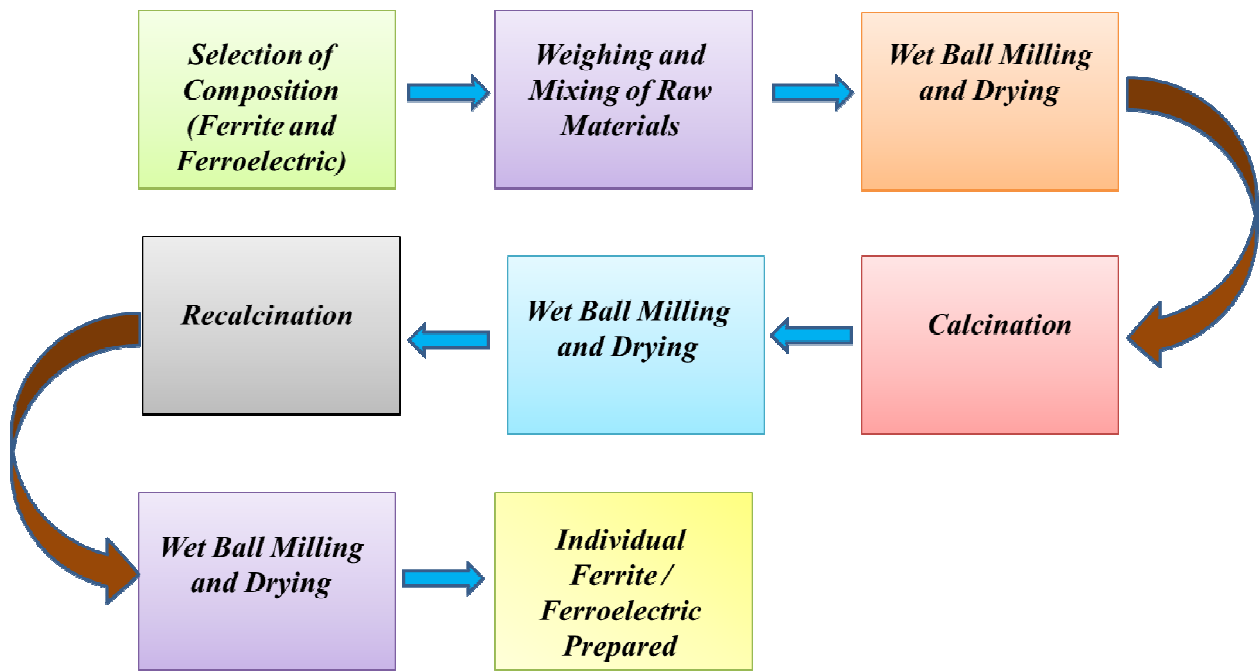 Selection of
Composition
(Ferrite and
Ferroelectric)
Weighing and
Mixing of Raw
Materials
Wet Ball Milling
and Drying
Calcination
Wet Ball Milling
and Drying
Recalcination
Wet Ball Milling
and Drying
Individual
Ferrite /
Ferroelectric
Prepared